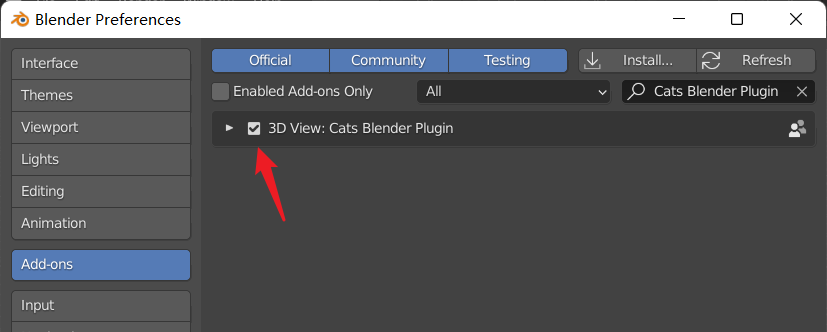 Blender Preferences
Interface
Themes
Viewport
Lights
Editing
Animation
Add-ons
Input
Official Community Testing Install... Refresh
Enabled Add-ons Only All Cats Blender Plugin
3D View: Cats Blender Plugin